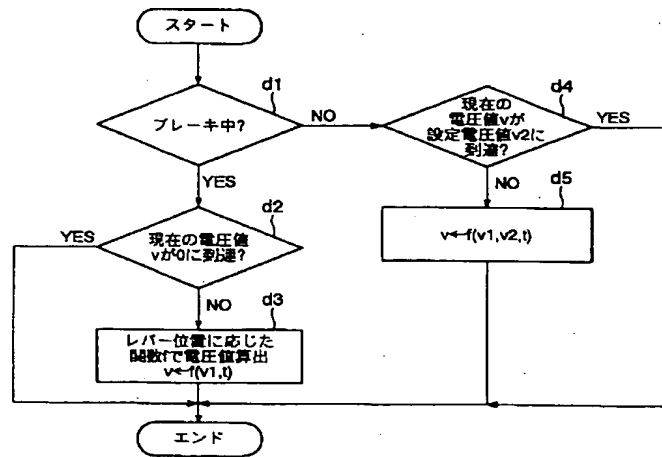 スタート
d1
ブレーキ中?
NO
YES
d4
現在の
電圧値vが
設定電圧値v2に
到達?
YES
NO
d5
v←f(v1,v2,t)
d2
現在の電圧値
vが0に到達?
YES
NO
d3
レバー位置に応じた
関数fで電圧値算出
v←f(v1,t)
エンド